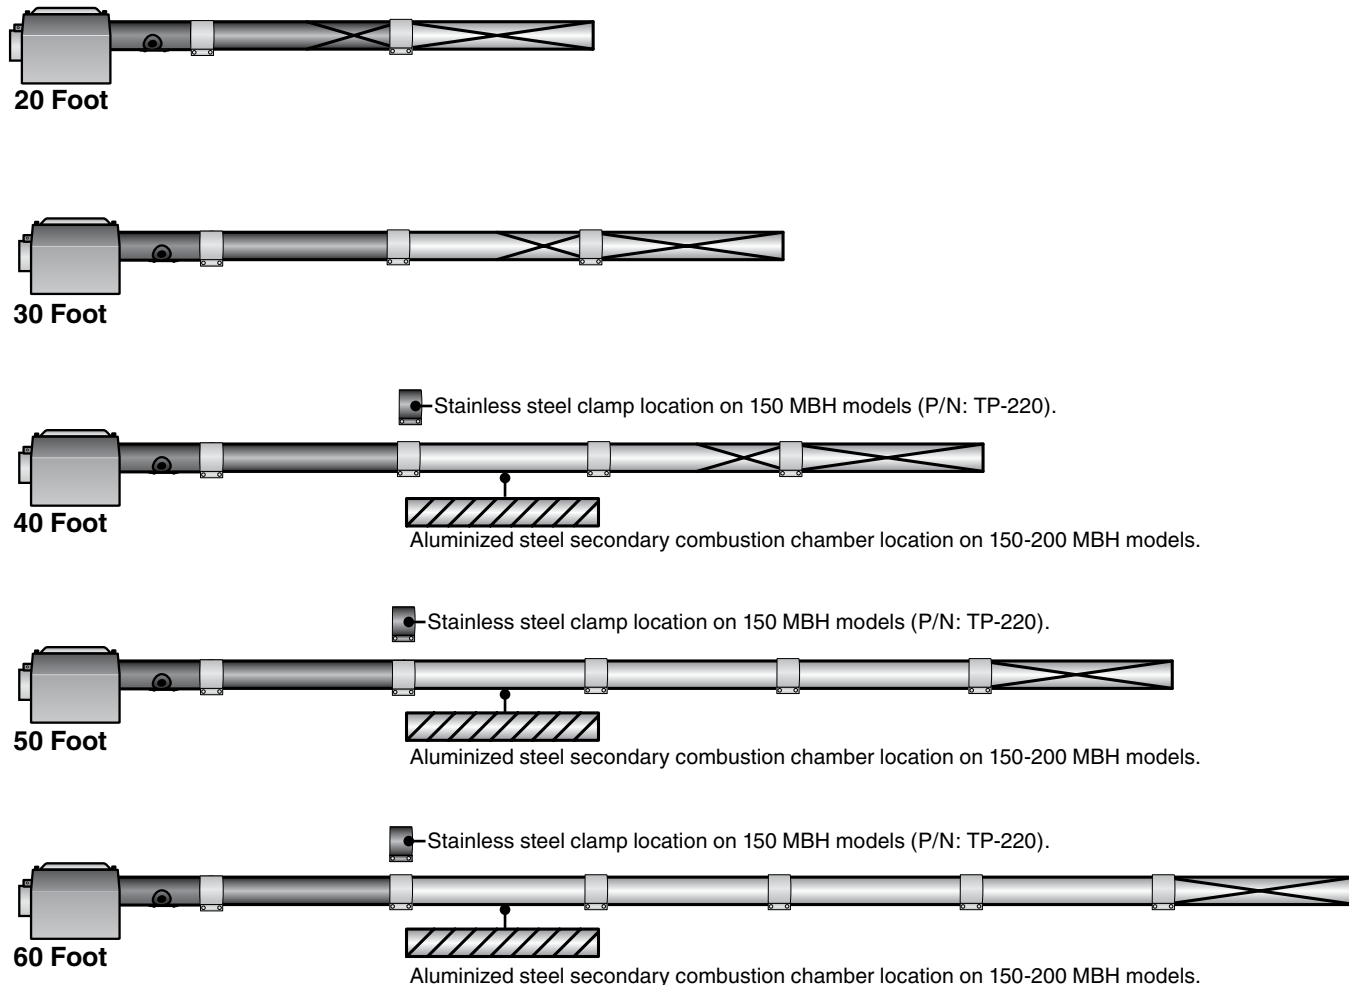 20 Foot
30 Foot
Stainless steel clamp location on 150 MBH models (P/N: TP-220).
40 Foot
Aluminized steel secondary combustion chamber location on 150-200 MBH models.
Stainless steel clamp location on 150 MBH models (P/N: TP-220).
50 Foot
Aluminized steel secondary combustion chamber location on 150-200 MBH models.
Stainless steel clamp location on 150 MBH models (P/N: TP-220).
60 Foot
Aluminized steel secondary combustion chamber location on 150-200 MBH models.